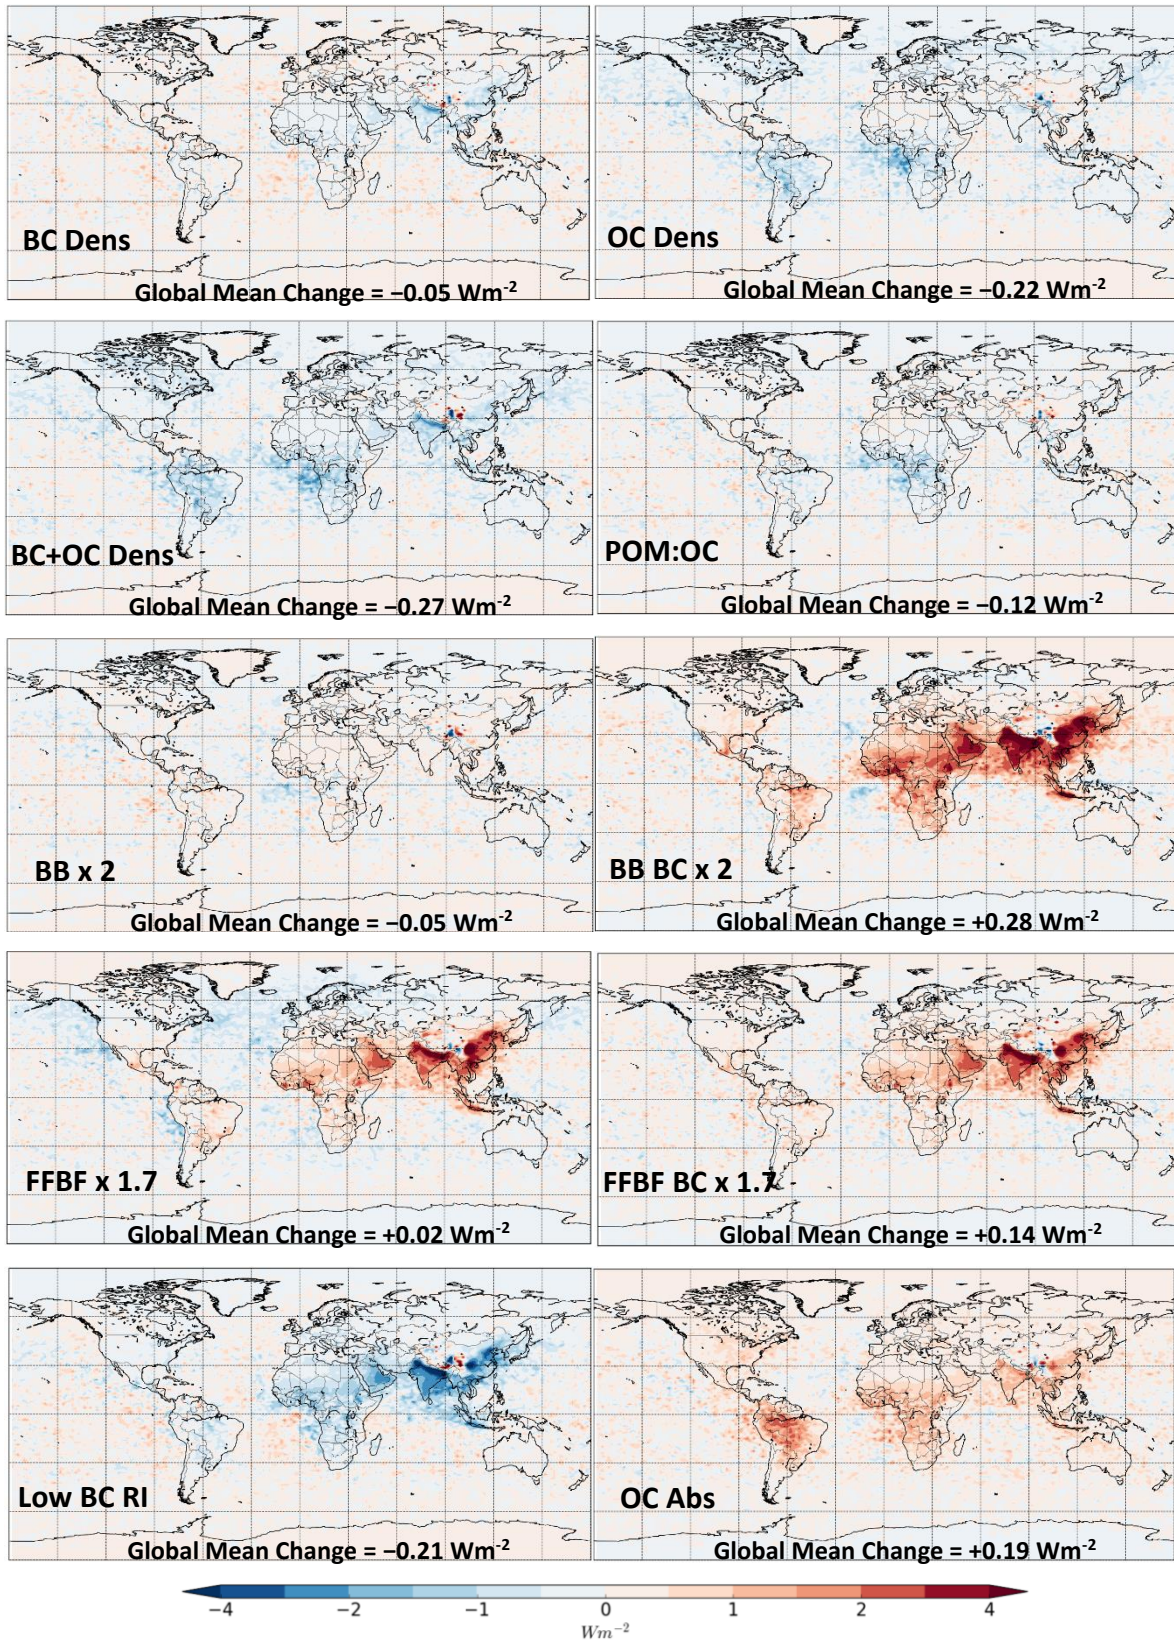 BC Dens
Global Mean Change = −0.05 Wm⁻²
OC Dens
Global Mean Change = −0.22 Wm⁻²
BC+OC Dens
Global Mean Change = −0.27 Wm⁻²
POM:OC
Global Mean Change = −0.12 Wm⁻²
BB x 2
Global Mean Change = −0.05 Wm⁻²
BB BC x 2
Global Mean Change = +0.28 Wm⁻²
FFBF x 1.7
Global Mean Change = +0.02 Wm⁻²
FFBF BC x 1.7
Global Mean Change = +0.14 Wm⁻²
Low BC RI
Global Mean Change = −0.21 Wm⁻²
OC Abs
Global Mean Change = +0.19 Wm⁻²
−4 −2 −1 0 1 2 4
Wm⁻²